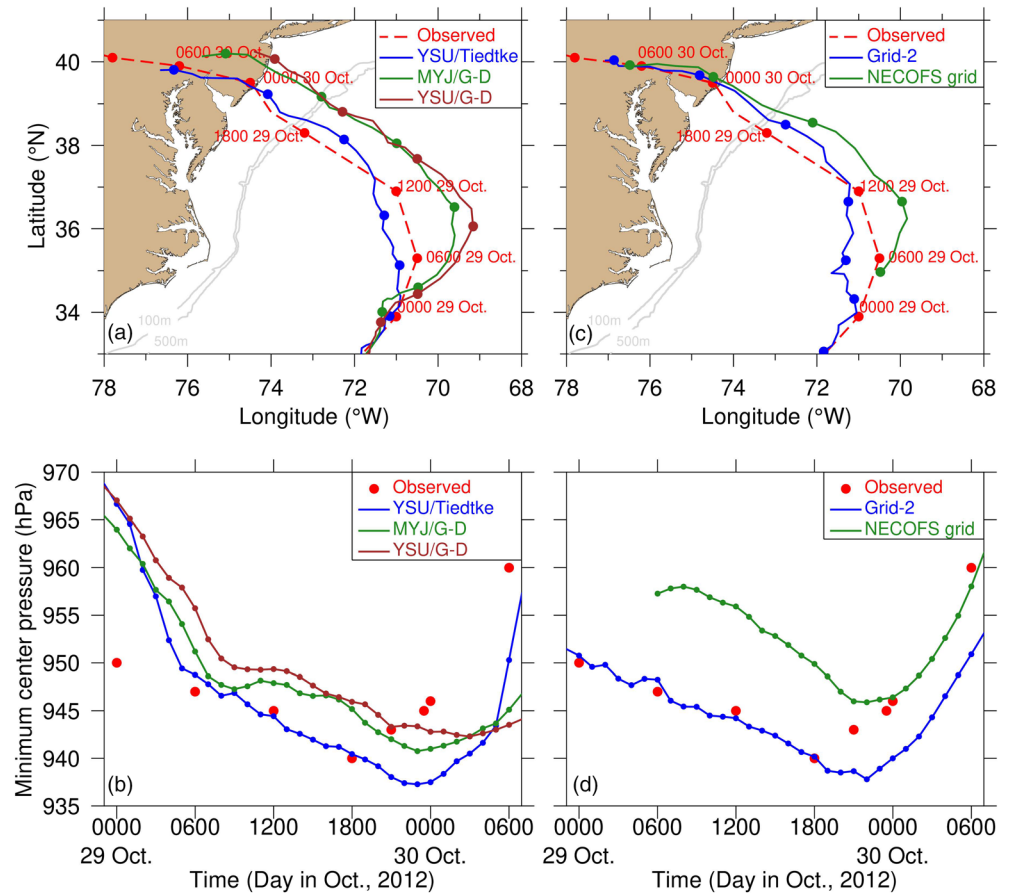 Observed
YSU/Tiedtke
MYJ/G-D
YSU/G-D
0600 30 Oct.
0000 30 Oct.
1800 29 Oct.
1200 29 Oct.
0600 29 Oct.
0000 29 Oct.
100m
500m
(a)
40
38
36
34
Latitude (°N)
78 76 74 72 70 68
Longitude (°W)
Observed
Grid-2
NECOFS grid
0600 30 Oct.
0000 30 Oct.
1800 29 Oct.
1200 29 Oct.
0600 29 Oct.
0000 29 Oct.
100m
500m
(c)
40
38
36
34
78 76 74 72 70 68
Longitude (°W)
Observed
YSU/Tiedtke
MYJ/G-D
YSU/G-D
(b)
970
965
960
955
950
945
940
935
Minimum center pressure (hPa)
0000 0600 1200 1800 0000 0600
29 Oct. 30 Oct.
Time (Day in Oct., 2012)
Observed
Grid-2
NECOFS grid
(d)
0000 0600 1200 1800 0000 0600
29 Oct. 30 Oct.
Time (Day in Oct., 2012)